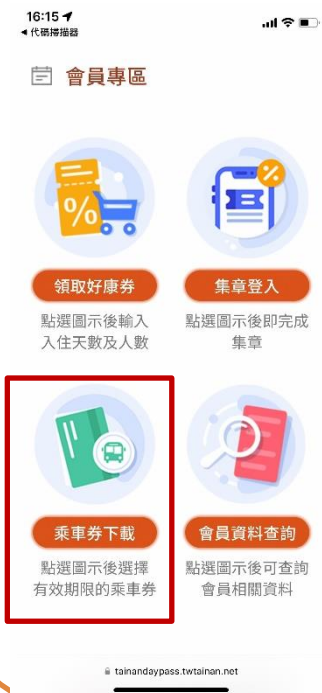 16:15
◀ 代碼掃描器
會員專區
%
%
領取好康券
集章登入
點選圖示後輸入
入住天數及人數
點選圖示後即完成
集章
乘車券下載
會員資料查詢
點選圖示後選擇
有效期限的乘車券
點選圖示後可查詢
會員相關資料
tainandaypass.twtainan.net